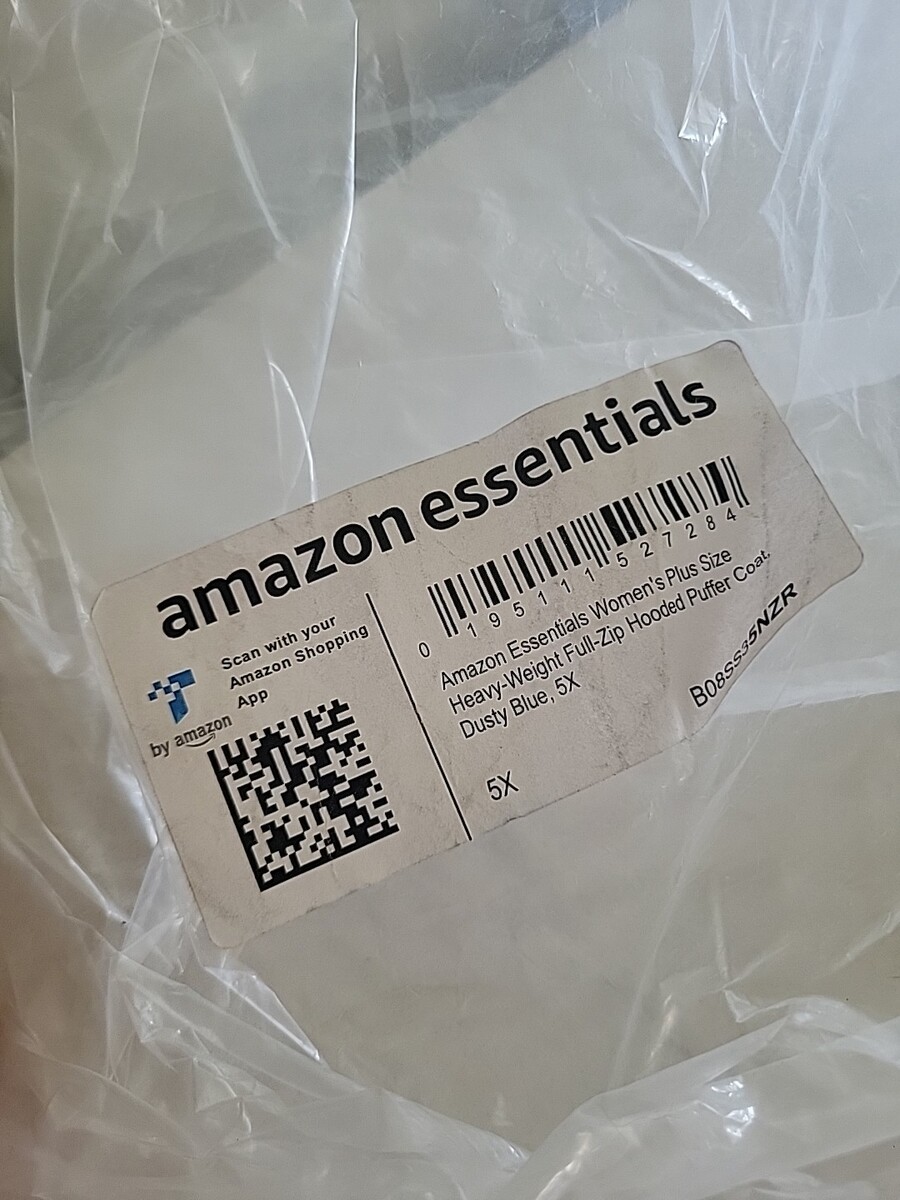 amazon essentials
Scan with your
Amazon Shopping
App
by amazon
0 195111 527284
Amazon Essentials Women's Plus Size
Heavy-Weight Full-Zip Hooded Puffer Coat,
Dusty Blue, 5X
5X
B08SS35NZR